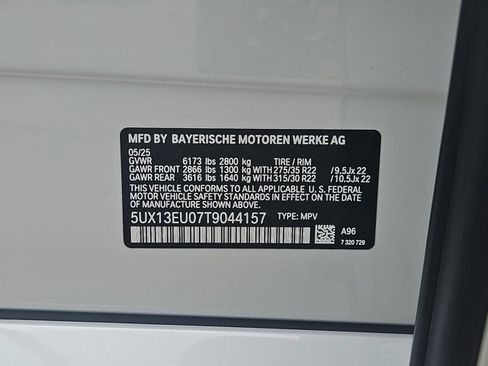 MFD BY BAYERISCHE MOTOREN WERKE AG
05/25
GVWR 6173 lbs 2800 kg TIRE / RIM
GAWR FRONT 2866 lbs 1300 kg WITH 275/35 R22 / 9.5Jx 22
GAWR REAR 3616 lbs 1640 kg WITH 315/30 R22 / 10.5Jx 22
THIS VEHICLE CONFORMS TO ALL APPLICABLE U. S. FEDERAL
MOTOR VEHICLE SAFETY STANDARDS IN EFFECT ON THE
DATE OF MANUFACTURE SHOWN ABOVE.
5UX13EU07T9044157 TYPE: MPV
A96
7 320 729